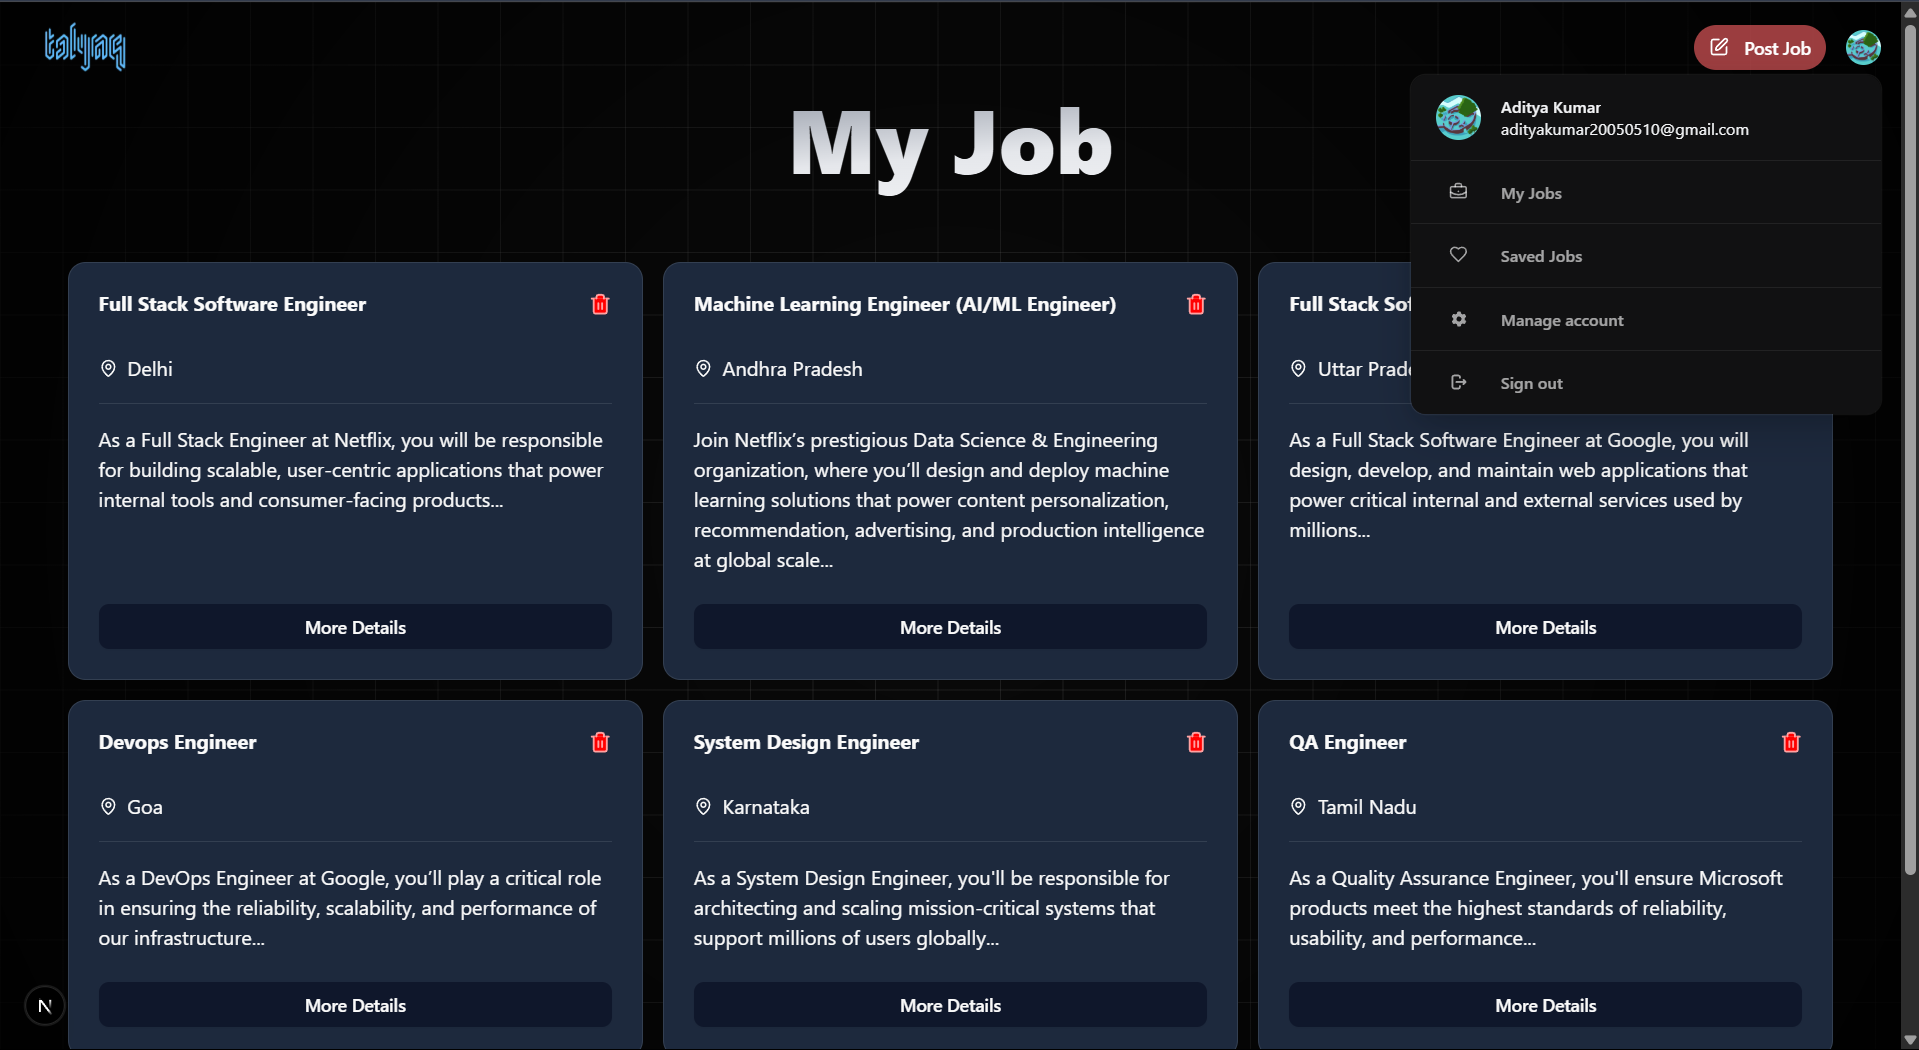 talyraq
Post Job
My Job
Aditya Kumar
adityakumar20050510@gmail.com
My Jobs
Saved Jobs
Manage account
Sign out
Full Stack Software Engineer
Delhi
As a Full Stack Engineer at Netflix, you will be responsible
for building scalable, user-centric applications that power
internal tools and consumer-facing products...
More Details
Machine Learning Engineer (AI/ML Engineer)
Andhra Pradesh
Join Netflix’s prestigious Data Science & Engineering
organization, where you’ll design and deploy machine
learning solutions that power content personalization,
recommendation, advertising, and production intelligence
at global scale...
More Details
Full Stack Sof
Uttar Prade
As a Full Stack Software Engineer at Google, you will
design, develop, and maintain web applications that
power critical internal and external services used by
millions...
More Details
Devops Engineer
Goa
As a DevOps Engineer at Google, you’ll play a critical role
in ensuring the reliability, scalability, and performance of
our infrastructure...
More Details
System Design Engineer
Karnataka
As a System Design Engineer, you'll be responsible for
architecting and scaling mission-critical systems that
support millions of users globally...
More Details
QA Engineer
Tamil Nadu
As a Quality Assurance Engineer, you'll ensure Microsoft
products meet the highest standards of reliability,
usability, and performance...
More Details
N